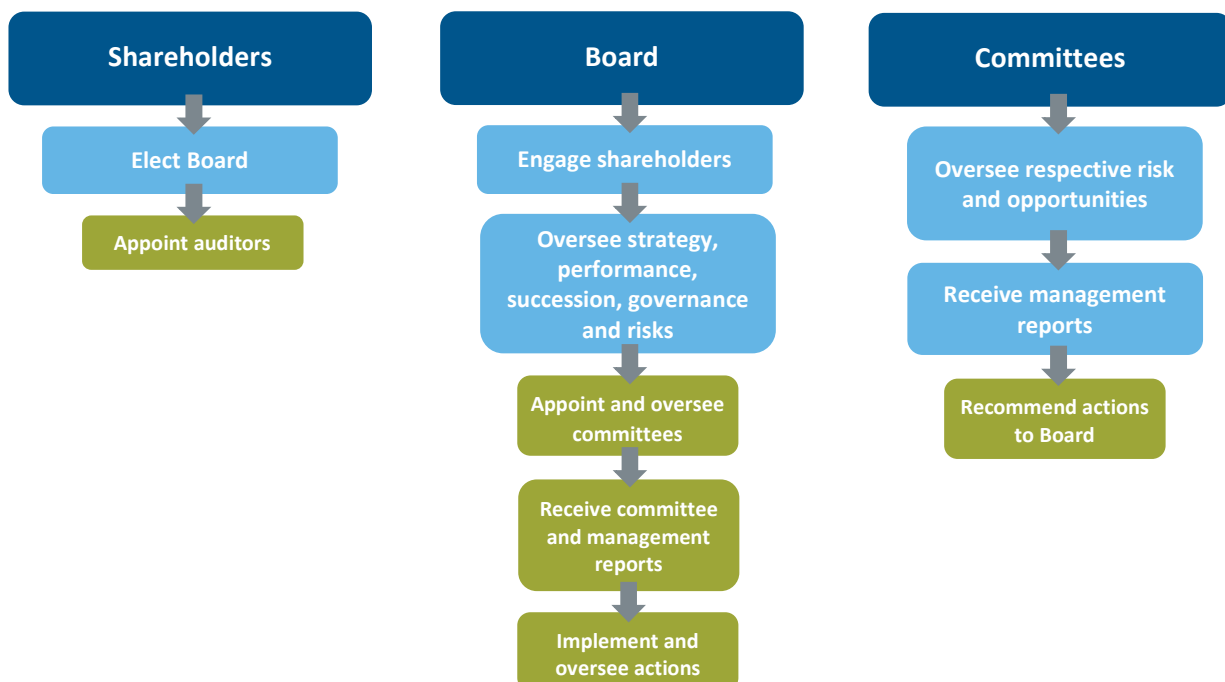 Shareholders
Elect Board
Appoint auditors
Board
Engage shareholders
Oversee strategy,
performance,
succession, governance
and risks
Appoint and oversee
committees
Receive committee
and management
reports
Implement and
oversee actions
Committees
Oversee respective risk
and opportunities
Receive management
reports
Recommend actions
to Board